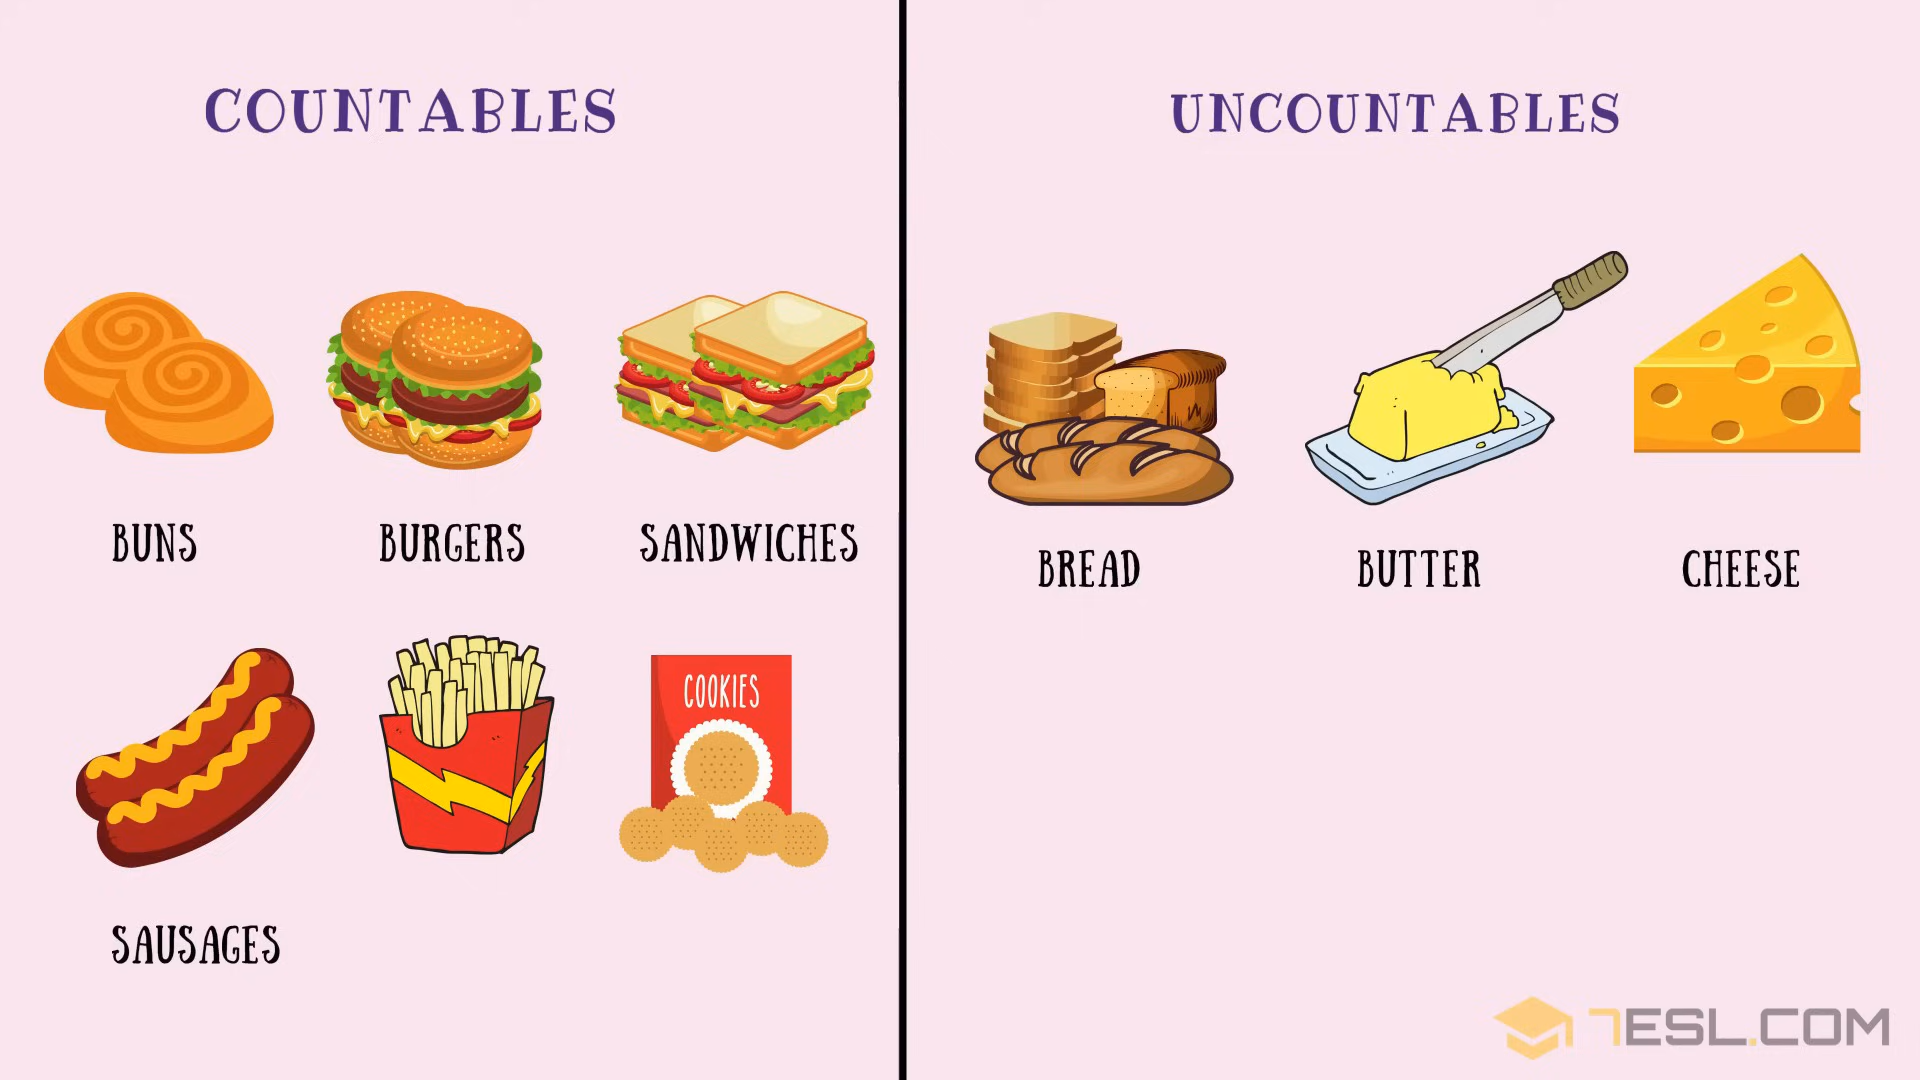 COUNTABLES
UNCOUNTABLES
BUNS
BURGERS
SANDWICHES
BREAD
BUTTER
CHEESE
COOKIES
SAUSAGES
7ESL.COM